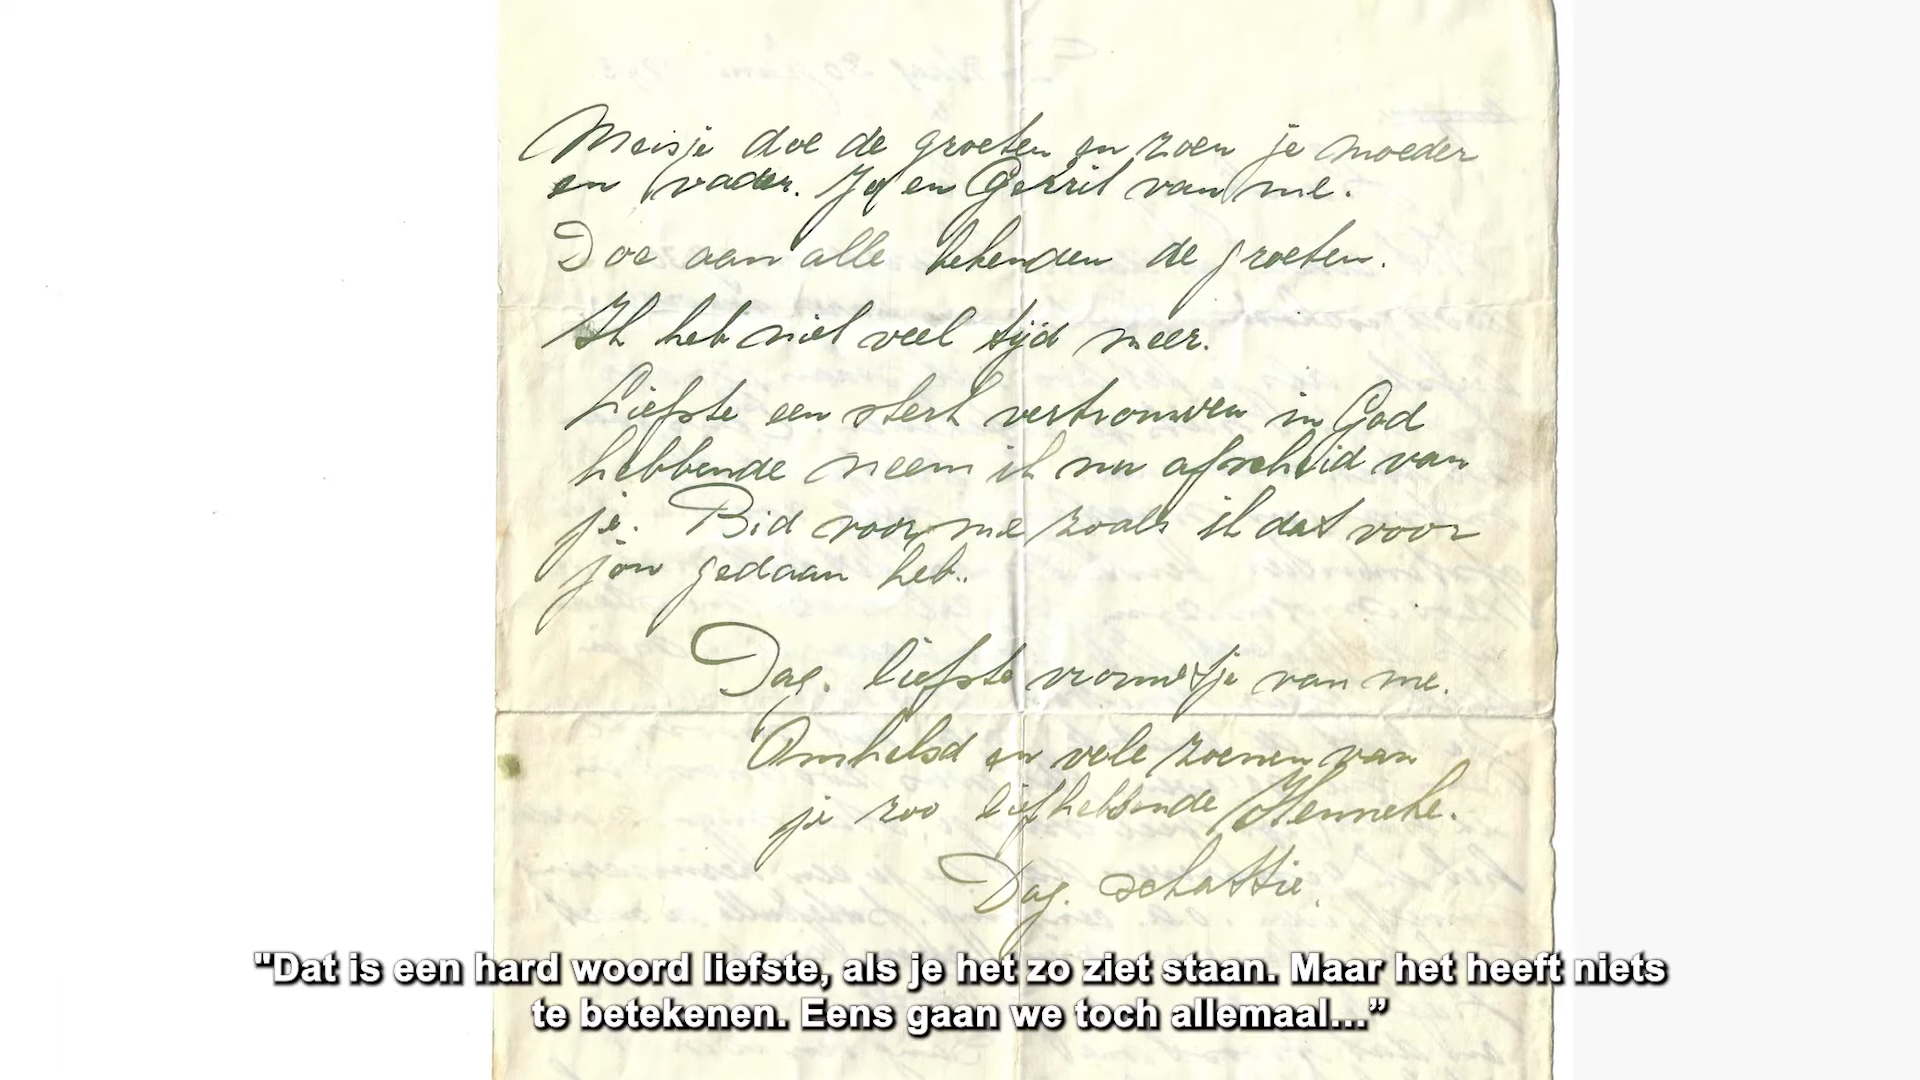 Meisje doe de groeten en zoen je moeder
en vader. Jo en Gerrit van me.
Doe aan alle bekenden de groeten.
Ik heb niet veel tijd meer.
Liefste een sterk vertrouwen in God
hebbende neem ik nu afscheid van
je. Bid voor me zoals ik dat voor
jou gedaan heb..
Dag. liefste vrouwtje van me.
Omhelsd en vele zoenen van
je zoo liefhebbende Henneke.
Dag. schattie.
"Dat is een hard woord liefste, als je het zo ziet staan. Maar het heeft niets
te betekenen. Eens gaan we toch allemaal...”